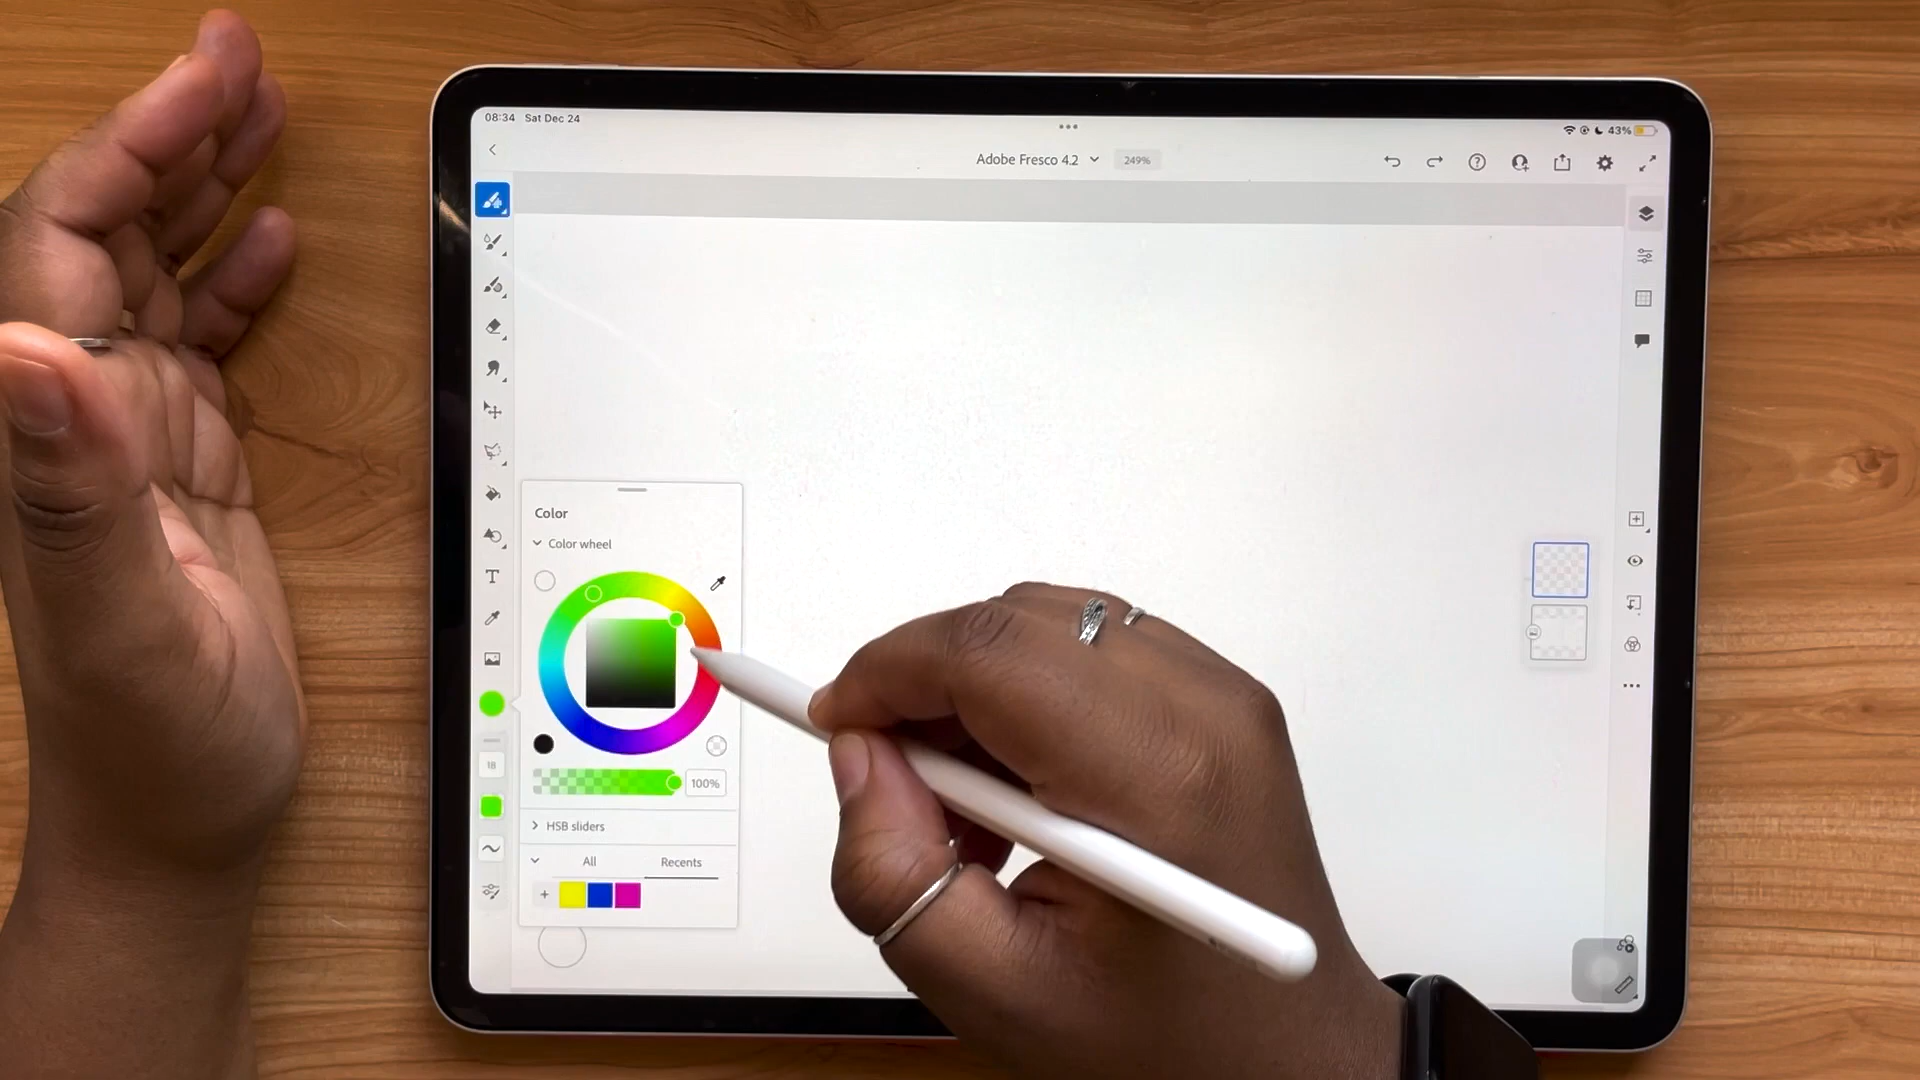 08:34 Sat Dec 24
43%
Adobe Fresco 4.2
249%
T
Color
Color wheel
100%
18
HSB sliders
All Recents